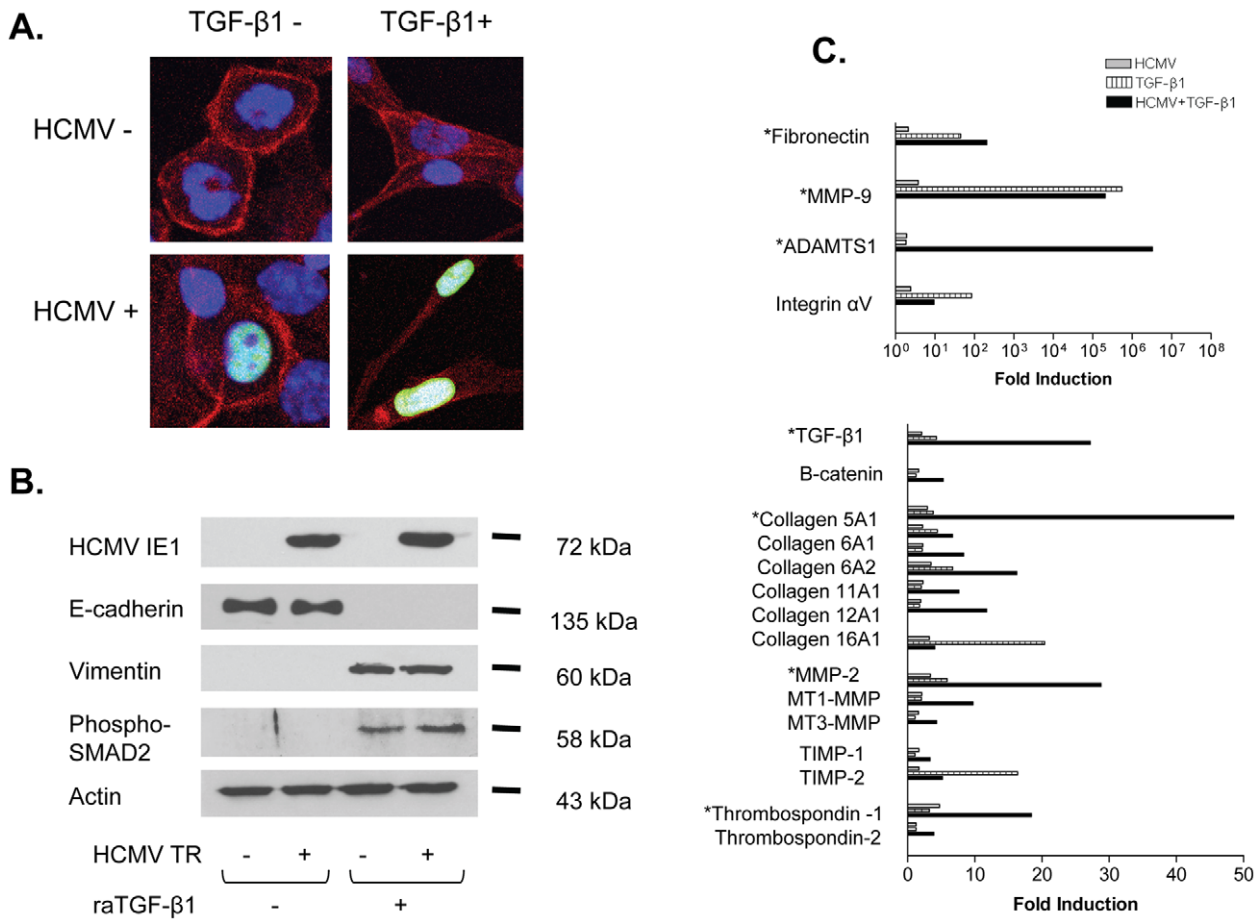 A.
TGF-β1 -
TGF-β1+
HCMV -
HCMV +
B.
HCMV IE1
72 kDa
E-cadherin
135 kDa
Vimentin
60 kDa
Phospho-
SMAD2
58 kDa
Actin
43 kDa
HCMV TR - + - +
raTGF-β1 - +
C.
HCMV
TGF-β1
HCMV+TGF-β1
*Fibronectin
*MMP-9
*ADAMTS1
Integrin αV
10⁰ 10¹ 10² 10³ 10⁴ 10⁵ 10⁶ 10⁷ 10⁸
Fold Induction
*TGF-β1
B-catenin
*Collagen 5A1
Collagen 6A1
Collagen 6A2
Collagen 11A1
Collagen 12A1
Collagen 16A1
*MMP-2
MT1-MMP
MT3-MMP
TIMP-1
TIMP-2
*Thrombospondin -1
Thrombospondin-2
0 10 20 30 40 50
Fold Induction